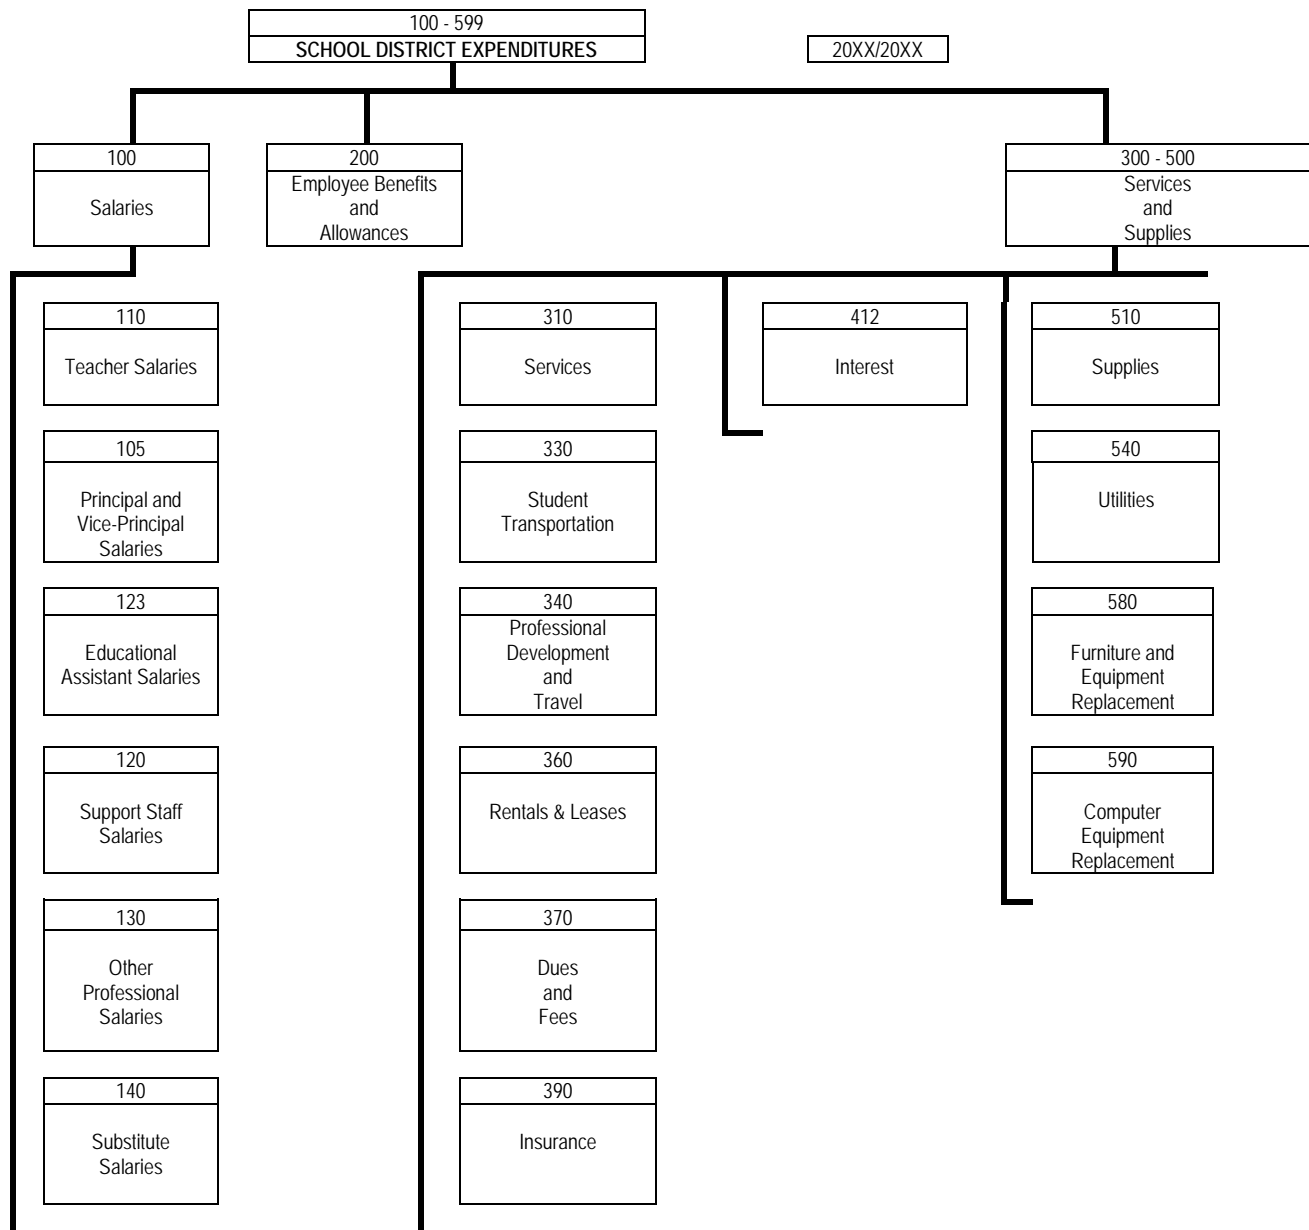 100 - 599
SCHOOL DISTRICT EXPENDITURES
20XX/20XX
100
Salaries
200
Employee Benefits
and
Allowances
300 - 500
Services
and
Supplies
110
Teacher Salaries
105
Principal and
Vice-Principal
Salaries
123
Educational
Assistant Salaries
120
Support Staff
Salaries
130
Other
Professional
Salaries
140
Substitute
Salaries
310
Services
330
Student
Transportation
340
Professional
Development
and
Travel
360
Rentals & Leases
370
Dues
and
Fees
390
Insurance
412
Interest
510
Supplies
540
Utilities
580
Furniture and
Equipment
Replacement
590
Computer
Equipment
Replacement